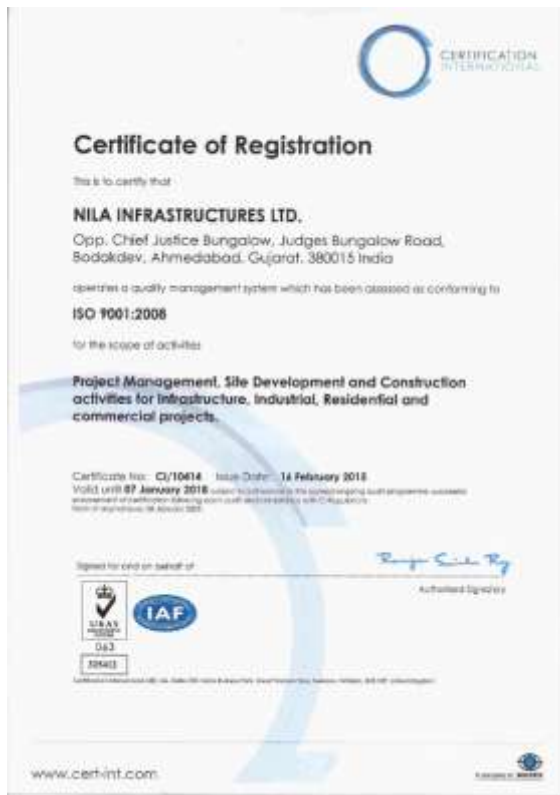 CERTIFICATION
INTERNATIONAL
Certificate of Registration
This is to certify that
NILA INFRASTRUCTURES LTD.
Opp. Chief Justice Bungalow, Judges Bungalow Road,
Bodakdev, Ahmedabad, Gujarat, 380015 India
operates a quality management system which has been assessed as conforming to
ISO 9001:2008
for the scope of activities
Project Management, Site Development and Construction
activities for Infrastructure, Industrial, Residential and
commercial projects.
Certificate No: CI/10614 Issue Date: 16 February 2015
Valid until 07 January 2018
Signed for and on behalf of
Authorised Signatory
UKAS
IAF
063
www.cert-int.com